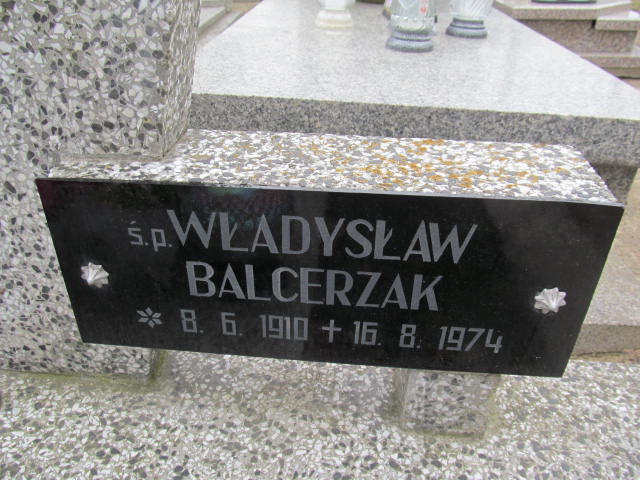 ś.p. WŁADYSŁAW
BALCERZAK
* 8. 6. 1910 + 16. 8. 1974